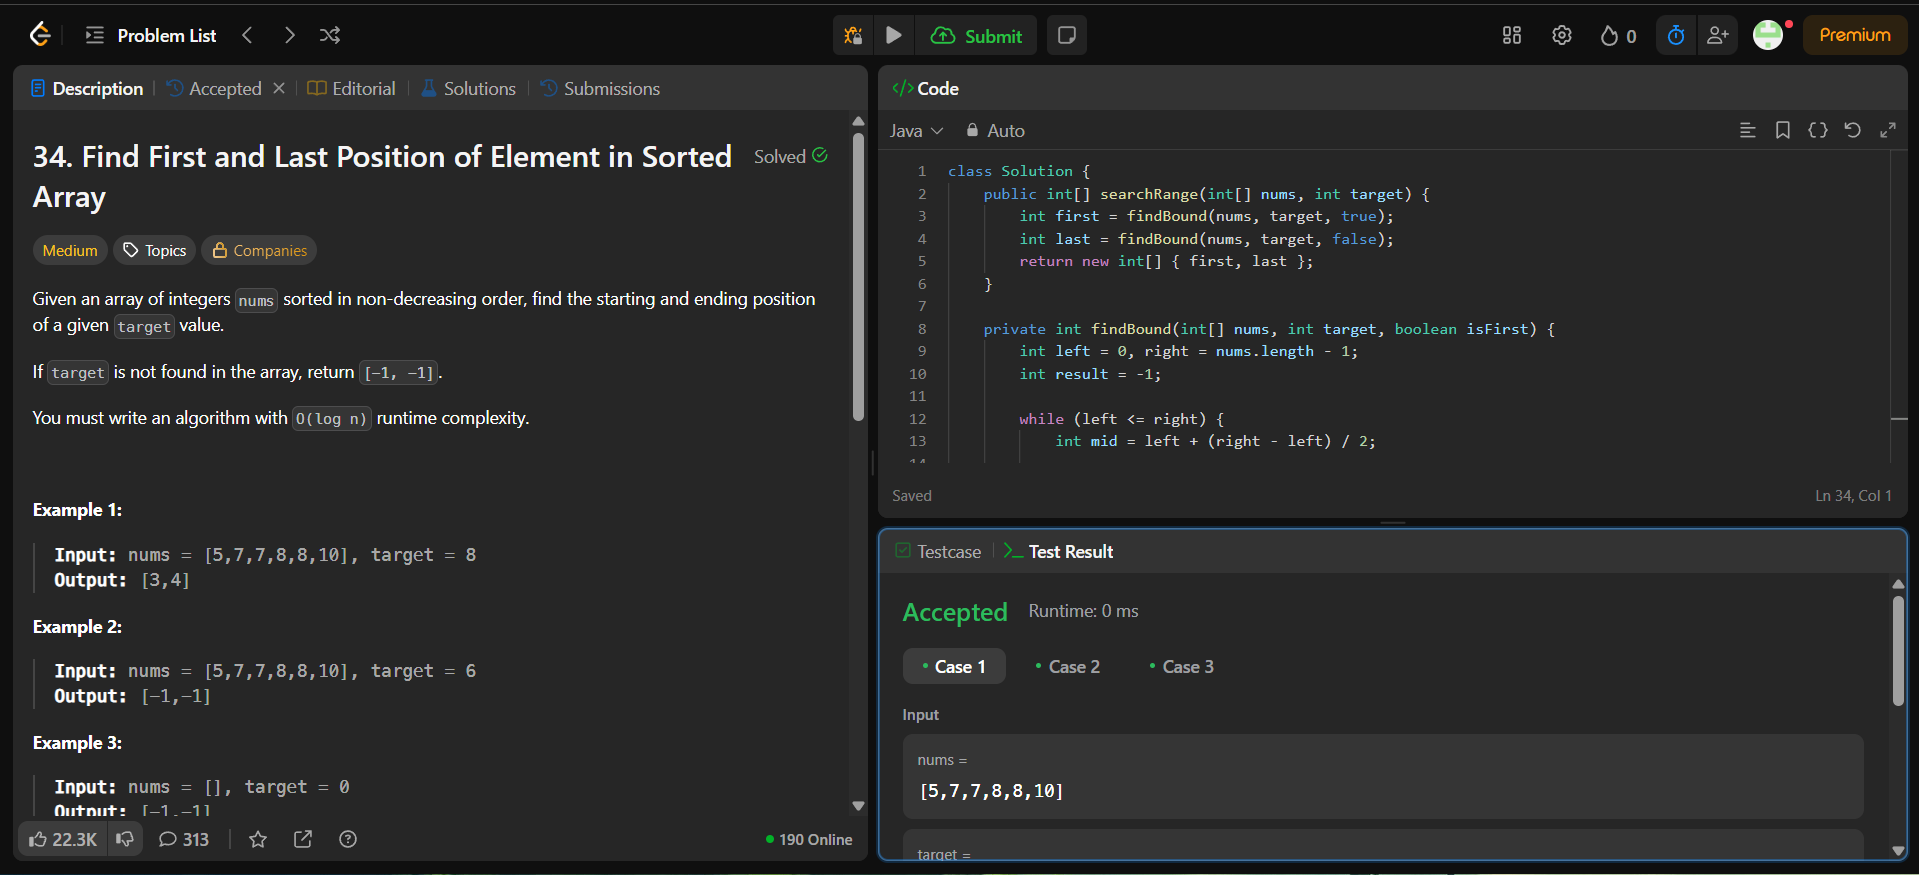 Problem List
Submit
0
Premium
Description
Accepted
Editorial
Solutions
Submissions
34. Find First and Last Position of Element in Sorted
Array
Solved
Medium
Topics
Companies
Given an array of integers nums sorted in non-decreasing order, find the starting and ending position
of a given target value.
If target is not found in the array, return [-1, -1].
You must write an algorithm with O(log n) runtime complexity.
Example 1:
Input: nums = [5,7,7,8,8,10], target = 8
Output: [3,4]
Example 2:
Input: nums = [5,7,7,8,8,10], target = 6
Output: [-1,-1]
Example 3:
Input: nums = [], target = 0
Output: [-1,-1]
22.3K
313
190 Online
</> Code
Java
Auto
1 class Solution {
2 public int[] searchRange(int[] nums, int target) {
3 int first = findBound(nums, target, true);
4 int last = findBound(nums, target, false);
5 return new int[] { first, last };
6 }
7
8 private int findBound(int[] nums, int target, boolean isFirst) {
9 int left = 0, right = nums.length - 1;
10 int result = -1;
11
12 while (left <= right) {
13 int mid = left + (right - left) / 2;
14
Saved
Ln 34, Col 1
Testcase
>_ Test Result
Accepted
Runtime: 0 ms
Case 1
Case 2
Case 3
Input
nums =
[5,7,7,8,8,10]
target =